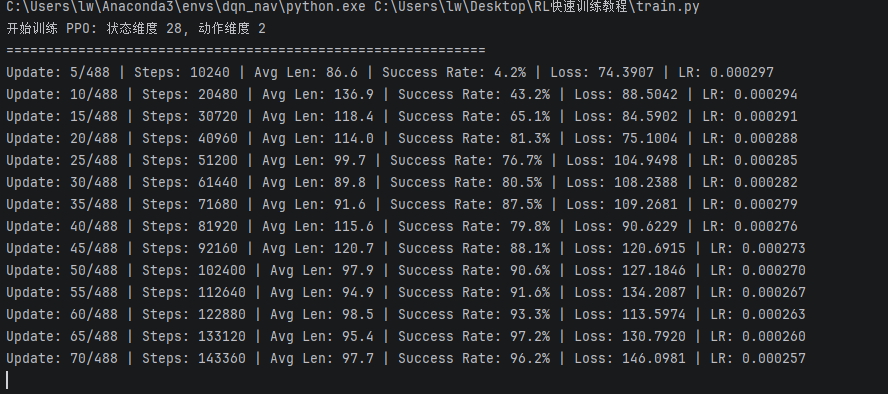 C:\Users\lw\Anaconda3\envs\dqn_nav\python.exe C:\Users\lw\Desktop\RL快速训练教程\train.py
开始训练 PPO: 状态维度 28, 动作维度 2
============================================================
Update: 5/488 | Steps: 10240 | Avg Len: 86.6 | Success Rate: 4.2% | Loss: 74.3907 | LR: 0.000297
Update: 10/488 | Steps: 20480 | Avg Len: 136.9 | Success Rate: 43.2% | Loss: 88.5042 | LR: 0.000294
Update: 15/488 | Steps: 30720 | Avg Len: 118.4 | Success Rate: 65.1% | Loss: 84.5902 | LR: 0.000291
Update: 20/488 | Steps: 40960 | Avg Len: 114.0 | Success Rate: 81.3% | Loss: 75.1004 | LR: 0.000288
Update: 25/488 | Steps: 51200 | Avg Len: 99.7 | Success Rate: 76.7% | Loss: 104.9498 | LR: 0.000285
Update: 30/488 | Steps: 61440 | Avg Len: 89.8 | Success Rate: 80.5% | Loss: 108.2388 | LR: 0.000282
Update: 35/488 | Steps: 71680 | Avg Len: 91.6 | Success Rate: 87.5% | Loss: 109.2681 | LR: 0.000279
Update: 40/488 | Steps: 81920 | Avg Len: 115.6 | Success Rate: 79.8% | Loss: 90.6229 | LR: 0.000276
Update: 45/488 | Steps: 92160 | Avg Len: 120.7 | Success Rate: 88.1% | Loss: 120.6915 | LR: 0.000273
Update: 50/488 | Steps: 102400 | Avg Len: 97.9 | Success Rate: 90.6% | Loss: 127.1846 | LR: 0.000270
Update: 55/488 | Steps: 112640 | Avg Len: 94.9 | Success Rate: 91.6% | Loss: 134.2087 | LR: 0.000267
Update: 60/488 | Steps: 122880 | Avg Len: 98.5 | Success Rate: 93.3% | Loss: 113.5974 | LR: 0.000263
Update: 65/488 | Steps: 133120 | Avg Len: 95.4 | Success Rate: 97.2% | Loss: 130.7920 | LR: 0.000260
Update: 70/488 | Steps: 143360 | Avg Len: 97.7 | Success Rate: 96.2% | Loss: 146.0981 | LR: 0.000257